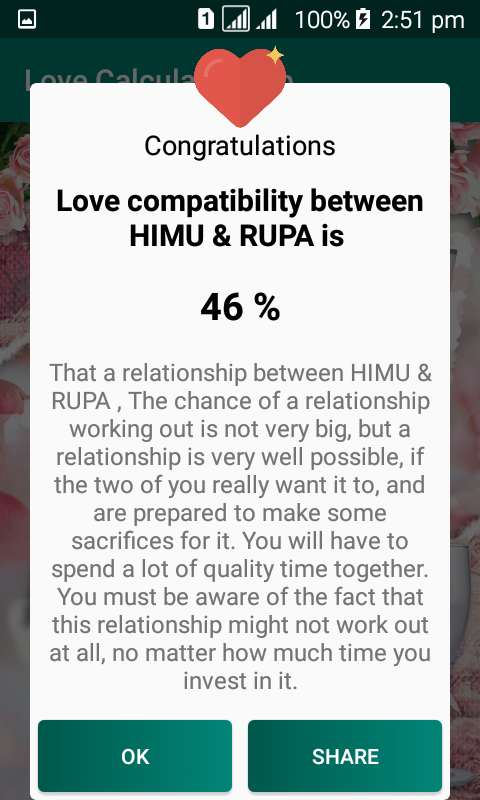 1 100% 2:51 pm
Love
Congratulations
Love compatibility between
HIMU & RUPA is
46 %
That a relationship between HIMU &
RUPA , The chance of a relationship
working out is not very big, but a
relationship is very well possible, if
the two of you really want it to, and
are prepared to make some
sacrifices for it. You will have to
spend a lot of quality time together.
You must be aware of the fact that
this relationship might not work out
at all, no matter how much time you
invest in it.
OK SHARE